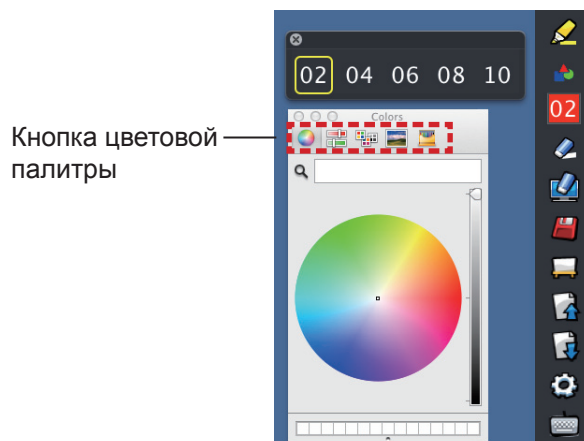 02 04 06 08 10
Colors
02
Кнопка цветовой
палитры